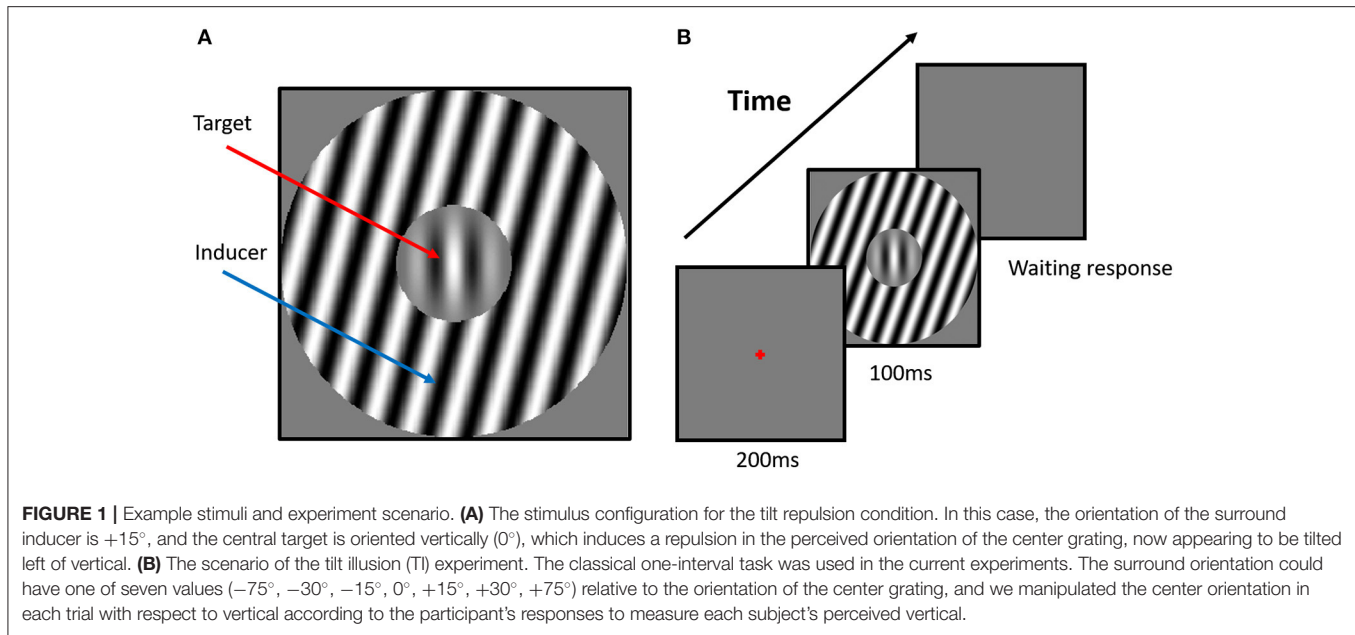 A
B
Target
Inducer
Time
Waiting response
100ms
200ms
FIGURE 1 | Example stimuli and experiment scenario. (A) The stimulus configuration for the tilt repulsion condition. In this case, the orientation of the surround
inducer is +15°, and the central target is oriented vertically (0°), which induces a repulsion in the perceived orientation of the center grating, now appearing to be tilted
left of vertical. (B) The scenario of the tilt illusion (TI) experiment. The classical one-interval task was used in the current experiments. The surround orientation could
have one of seven values (−75°, −30°, −15°, 0°, +15°, +30°, +75°) relative to the orientation of the center grating, and we manipulated the center orientation in
each trial with respect to vertical according to the participant's responses to measure each subject's perceived vertical.